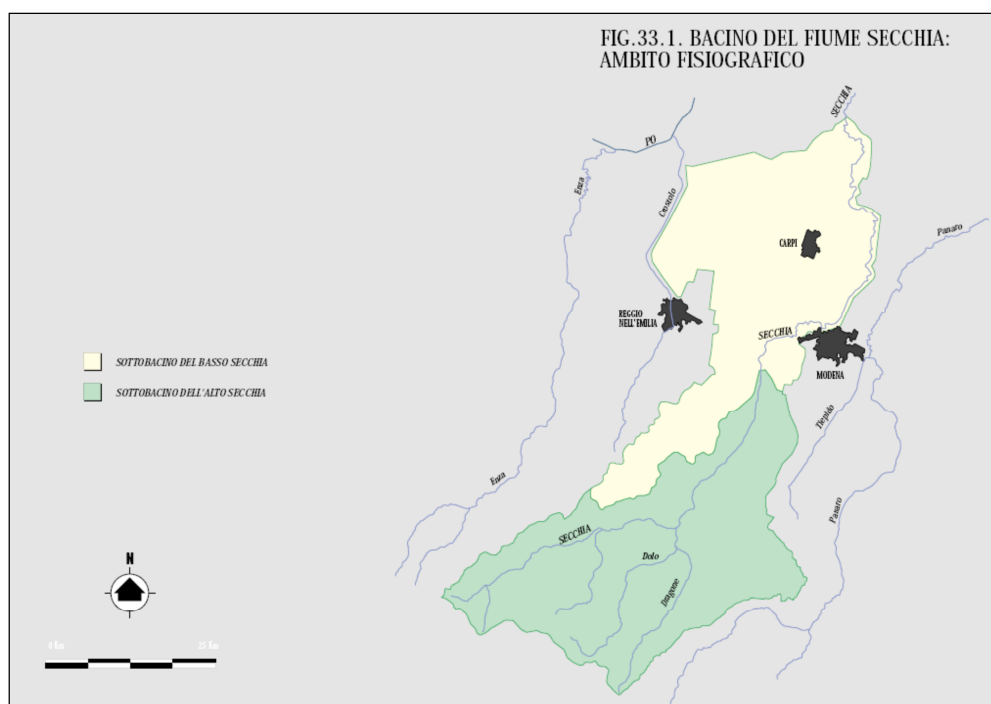 FIG.33.1. BACINO DEL FIUME SECCHIA:
AMBITO FISIOGRAFICO
SECCHIA
PO
Enza
Crostolo
Panaro
CARPI
REGGIO
NELL'EMILIA
SECCHIA
MODENA
SOTTOBACINO DEL BASSO SECCHIA
SOTTOBACINO DELL'ALTO SECCHIA
Tiepido
Enza
Panaro
SECCHIA
Dolo
Dragone
N
0 Km
25 Km